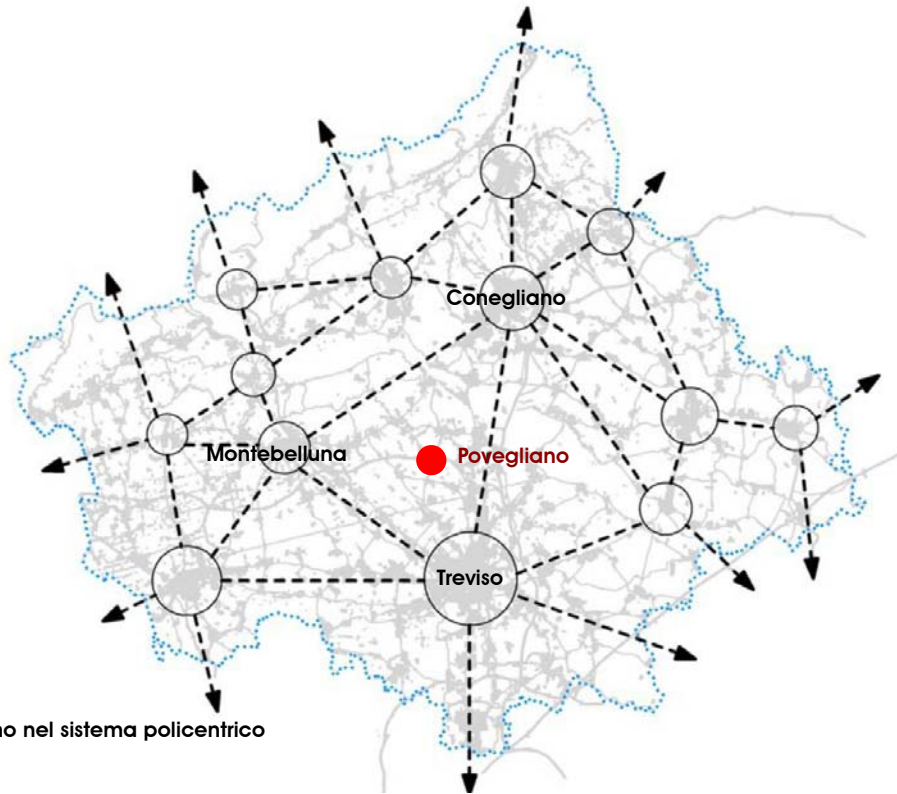 Conegliano
Montebelluna
Povegliano
Treviso
no nel sistema policentrico